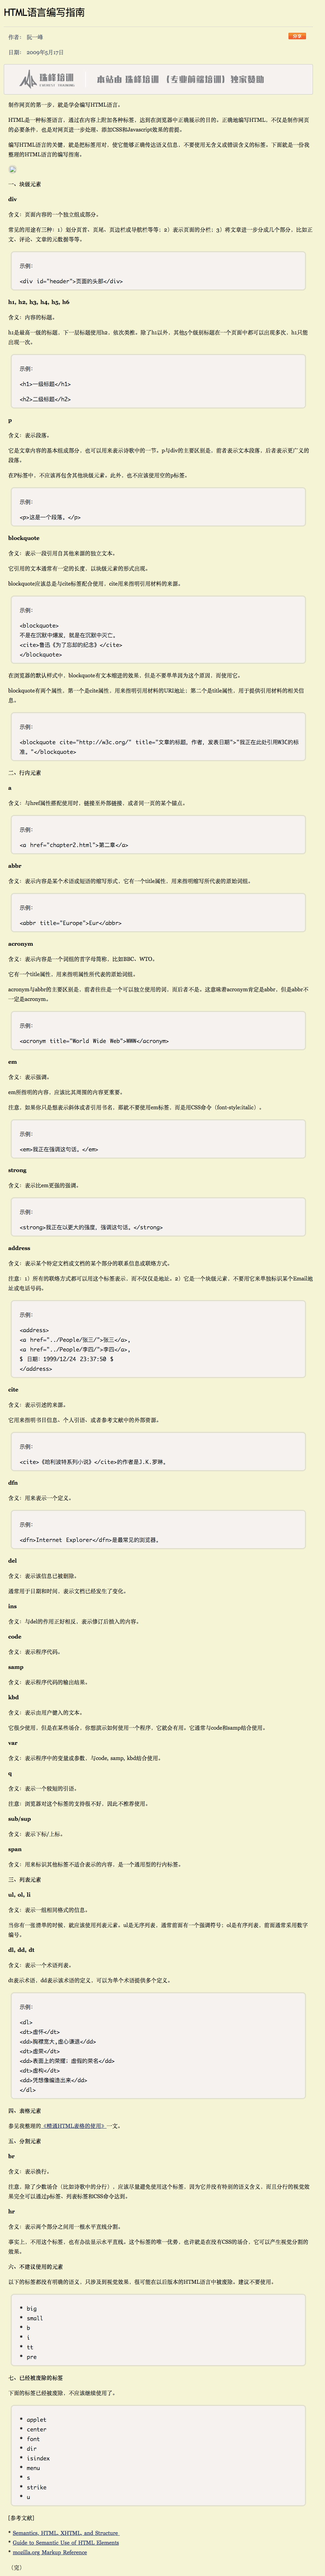 HTML语言编写指南
作者： 阮一峰
分享
日期： 2009年5月17日
珠峰培训
本站由 珠峰培训 （专业前端培训）独家赞助
制作网页的第一步，就是学会编写HTML语言。
HTML是一种标签语言，通过在内容上附加各种标签，达到在浏览器中正确展示的目的。正确地编写HTML，不仅是制作网页
的必要条件，也是对网页进一步处理、添加CSS和Javascript效果的前提。
编写HTML语言的关键，就是把标签用对，使它能够正确传达语义信息，不要使用无含义或错误含义的标签。下面就是一份我
整理的HTML语言的编写指南。
一、块级元素
div
含义：页面内容的一个独立组成部分。
常见的用途有三种：1）划分页首、页尾、页边栏或导航栏等等；2）表示页面的分栏；3）将文章进一步分成几个部分，比如正
文、评论、文章的元数据等等。
示例：
<div id="header">页面的头部</div>
h1, h2, h3, h4, h5, h6
含义：内容的标题。
h1是最高一级的标题，下一层标题使用h2，依次类推。除了h1以外，其他5个级别标题在一个页面中都可以出现多次，h1只能
出现一次。
示例：
<h1>一级标题</h1>
<h2>二级标题</h2>
p
含义：表示段落。
它是文章内容的基本组成部分，也可以用来表示诗歌中的一节。p与div的主要区别是，前者表示文本段落，后者表示更广义的
段落。
在P标签中，不应该再包含其他块级元素。此外，也不应该使用空的p标签。
示例：
<p>这是一个段落。</p>
blockquote
含义：表示一段引用自其他来源的独立文本。
它引用的文本通常有一定的长度，以块级元素的形式出现。
blockquote应该总是与cite标签配合使用，cite用来指明引用材料的来源。
示例：
<blockquote>
不是在沉默中爆发，就是在沉默中灭亡。
<cite>鲁迅《为了忘却的纪念》</cite>
</blockquote>
在浏览器的默认样式中，blockquote有文本缩进的效果，但是不要单单因为这个原因，而使用它。
blockquote有两个属性，第一个是cite属性，用来指明引用材料的URI地址；第二个是title属性，用于提供引用材料的相关信
息。
示例：
<blockquote cite="http://w3c.org/" title="文章的标题，作者，发表日期">"我正在此处引用W3C的标
准。"</blockquote>
二、行内元素
a
含义：与href属性搭配使用时，链接至外部链接，或者同一页的某个锚点。
示例：
<a href="chapter2.html">第二章</a>
abbr
含义：表示内容是某个术语或短语的缩写形式。它有一个title属性，用来指明缩写所代表的原始词组。
示例：
<abbr title="Europe">Eur</abbr>
acronym
含义：表示内容是一个词组的首字母简称，比如BBC、WTO。
它有一个title属性，用来指明属性所代表的原始词组。
acronym与abbr的主要区别是，前者往往是一个可以独立使用的词，而后者不是。这意味着acronym肯定是abbr，但是abbr不
一定是acronym。
示例：
<acronym title="World Wide Web">WWW</acronym>
em
含义：表示强调。
em所指明的内容，应该比其周围的内容更重要。
注意，如果你只是想表示斜体或者引用书名，那就不要使用em标签，而是用CSS命令（font-style:italic）。
示例：
<em>我正在强调这句话。</em>
strong
含义：表示比em更强的强调。
示例：
<strong>我正在以更大的强度，强调这句话。</strong>
address
含义：表示某个特定文档或文档的某个部分的联系信息或联络方式。
注意：1）所有的联络方式都可以用这个标签表示，而不仅仅是地址。2）它是一个块级元素，不要用它来单独标识某个Email地
址或电话号码。
示例：
<address>
<a href="../People/张三/">张三</a>,
<a href="../People/李四/">李四</a>,
$ 日期: 1999/12/24 23:37:50 $
</address>
cite
含义：表示引述的来源。
它用来指明书目信息、个人引语、或者参考文献中的外部资源。
示例：
<cite>《哈利波特系列小说》</cite>的作者是J.K.罗琳。
dfn
含义：用来表示一个定义。
示例：
<dfn>Internet Explorer</dfn>是最常见的浏览器。
del
含义：表示该信息已被删除。
通常用于日期和时间，表示文档已经发生了变化。
ins
含义：与del的作用正好相反，表示修订后插入的内容。
code
含义：表示程序代码。
samp
含义：表示程序代码的输出结果。
kbd
含义：表示由用户键入的文本。
它很少使用，但是在某些场合，你想演示如何使用一个程序，它就会有用。它通常与code和samp结合使用。
var
含义：表示程序中的变量或参数，与code, samp, kbd结合使用。
q
含义：表示一个较短的引语。
注意：浏览器对这个标签的支持很不好，因此不推荐使用。
sub/sup
含义：表示下标/上标。
span
含义：用来标识其他标签不适合表示的内容，是一个通用型的行内标签。
三、列表元素
ul, ol, li
含义：表示一组相同格式的信息。
当你有一张清单的时候，就应该使用列表元素。ul是无序列表，通常前面有一个强调符号；ol是有序列表，前面通常采用数字
编号。
dl, dd, dt
含义：表示一个术语列表。
dt表示术语，dd表示该术语的定义，可以为单个术语提供多个定义。
示例：
<dl>
<dt>虚怀</dt>
<dd>胸襟宽大,虚心谦退</dd>
<dt>虚荣</dt>
<dd>表面上的荣耀；虚假的荣名</dd>
<dt>虚构</dt>
<dd>凭想像编造出来</dd>
</dl>
四、表格元素
参见我整理的《精通HTML表格的使用》一文。
五、分割元素
br
含义：表示换行。
注意，除了少数场合（比如诗歌中的分行），应该尽量避免使用这个标签，因为它并没有特别的语义含义，而且分行的视觉效
果完全可以通过p标签、列表标签和CSS命令达到。
hr
含义：表示两个部分之间用一根水平直线分割。
事实上，不用这个标签，也有办法显示水平直线。这个标签的唯一优势，也许就是在没有CSS的场合，它可以产生视觉分割的
效果。
六、不建议使用的元素
以下的标签都没有明确的语义，只涉及到视觉效果，很可能在以后版本的HTML语言中被废除。建议不要使用。
* big
* small
* b
* i
* tt
* pre
七、已经被废除的标签
下面的标签已经被废除，不应该继续使用了。
* applet
* center
* font
* dir
* isindex
* menu
* s
* strike
* u
[参考文献]
* Semantics, HTML, XHTML, and Structure
* Guide to Semantic Use of HTML Elements
* mozilla.org Markup Reference
（完）